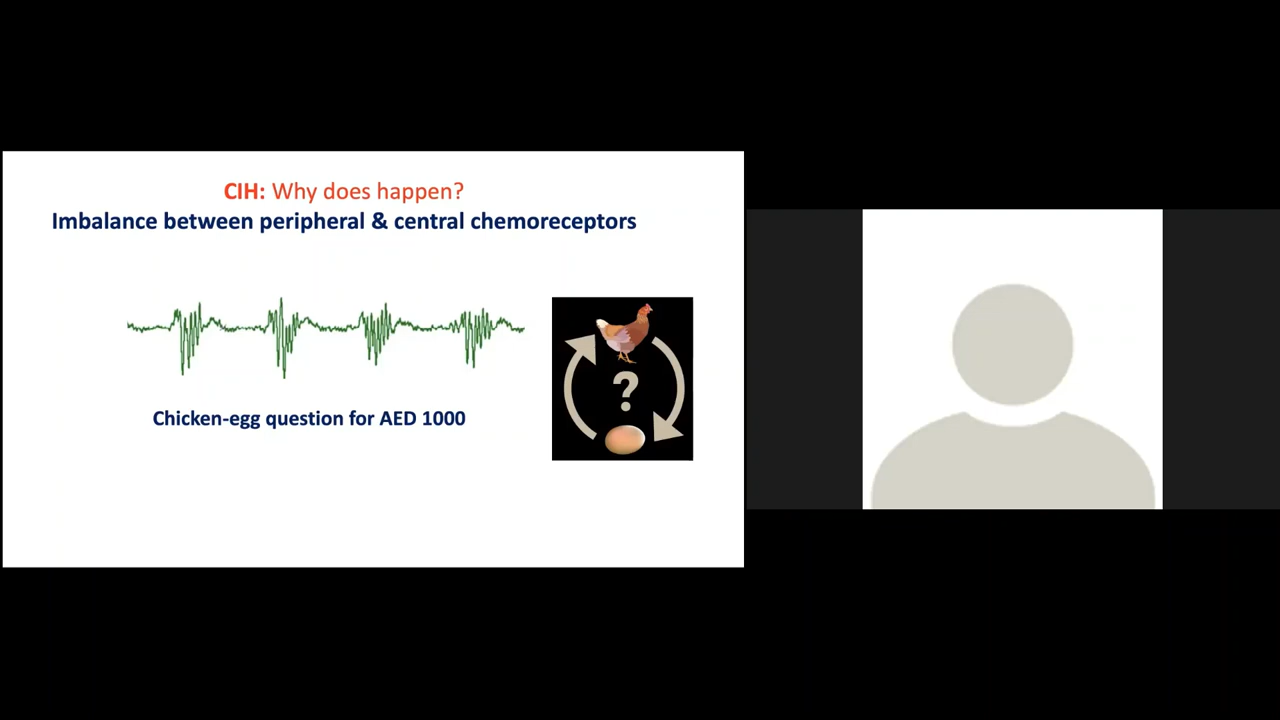 CIH: Why does happen?
Imbalance between peripheral & central chemoreceptors
?
Chicken-egg question for AED 1000